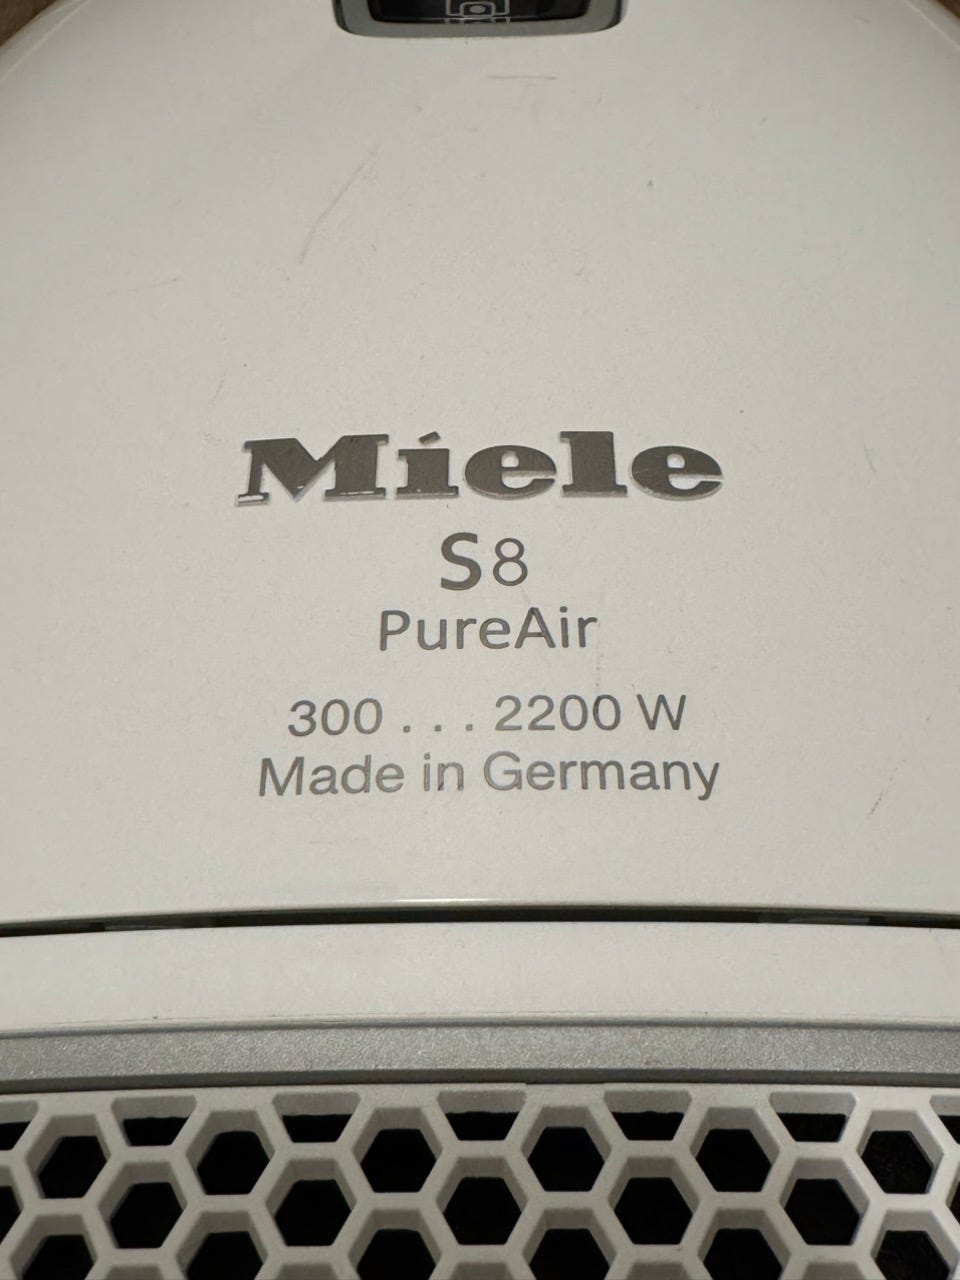 Miele
S8
PureAir
300 . . . 2200 W
Made in Germany